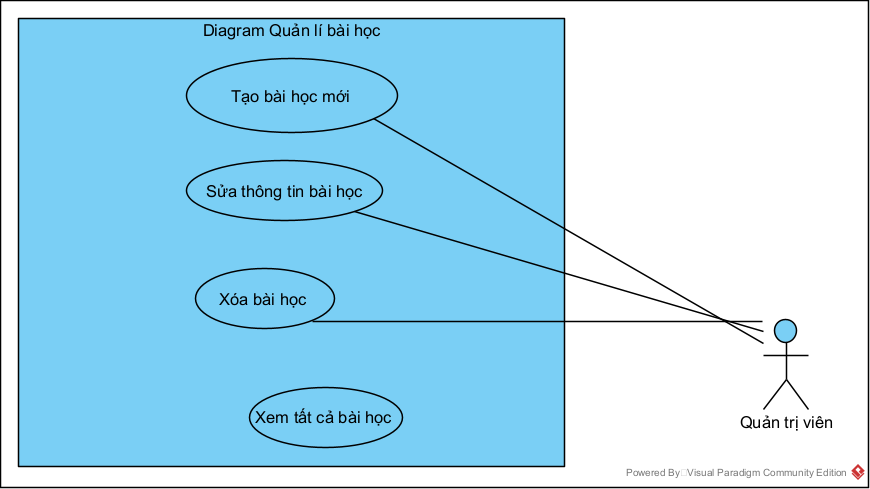 Diagram Quản lí bài học
Tạo bài học mới
Sửa thông tin bài học
Xóa bài học
Xem tất cả bài học
Quản trị viên
Powered By Visual Paradigm Community Edition